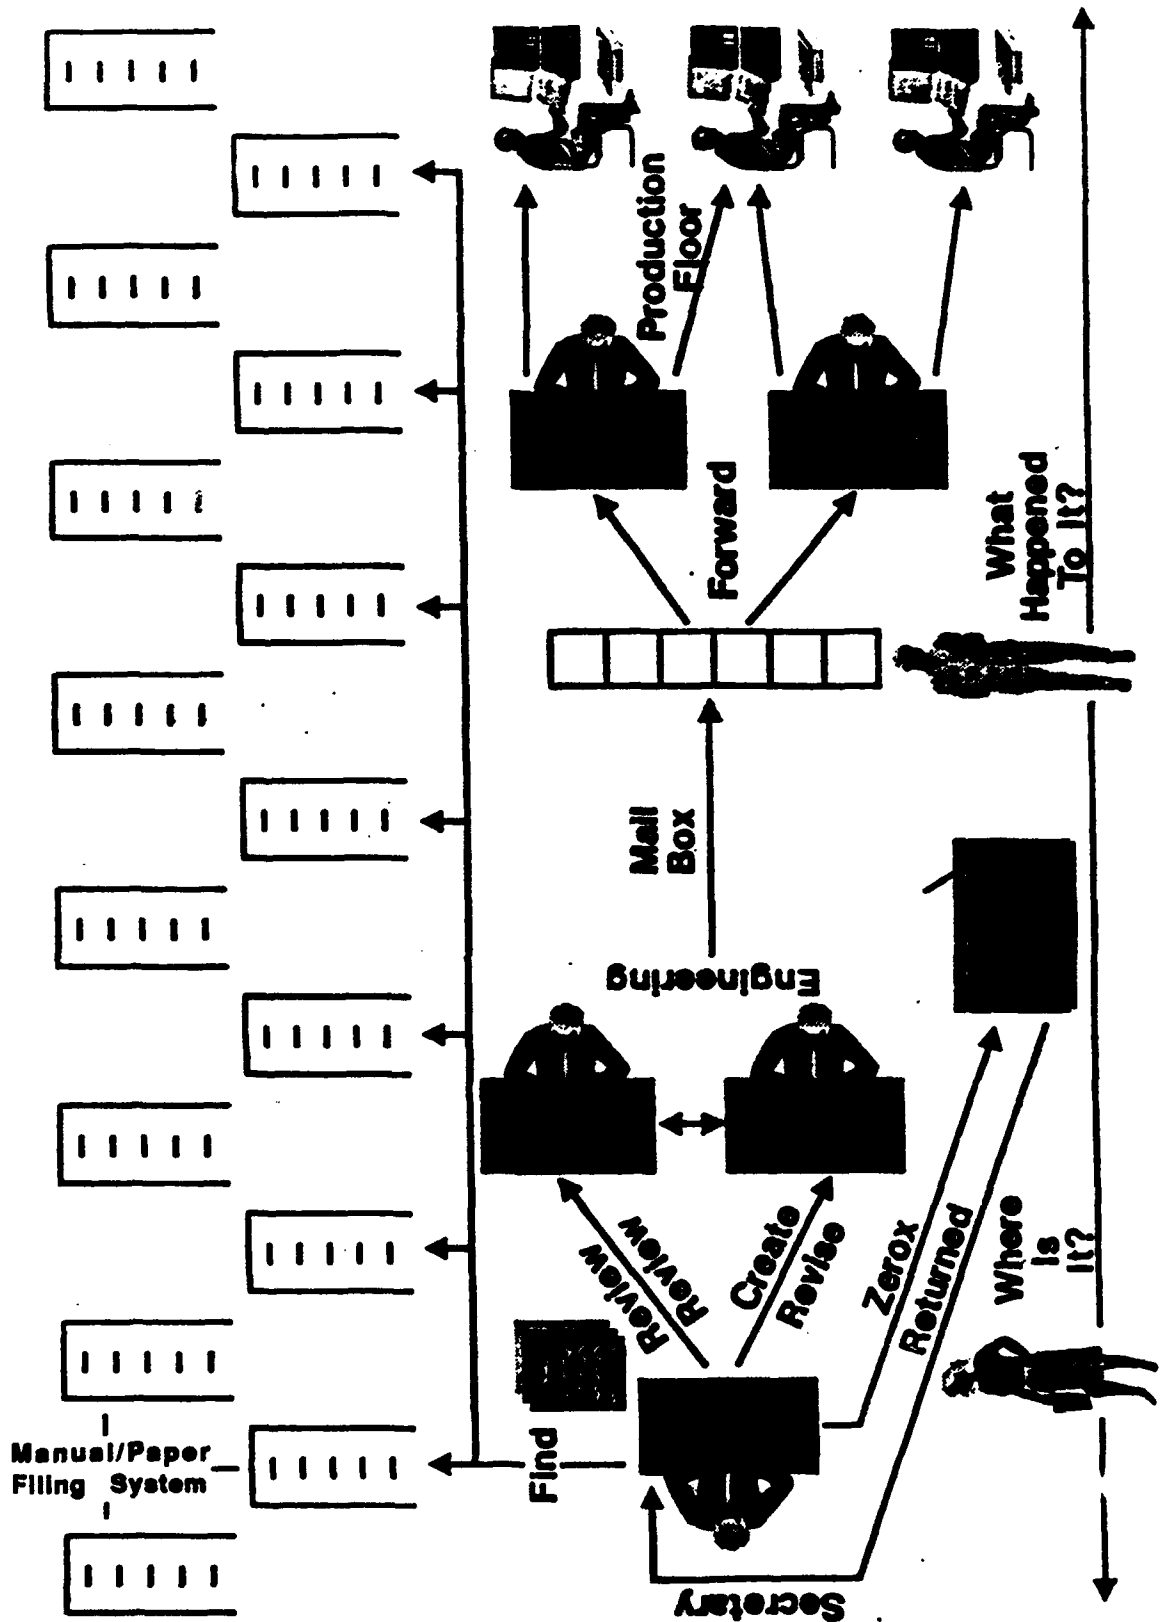 Manual/Paper
Filing System
Find
Secretary
Review
Review
Create
Revise
Zerox
Returned
Where
Is
It?
Engineering
Mail
Box
Forward
What
Happened
To It?
Production
Floor